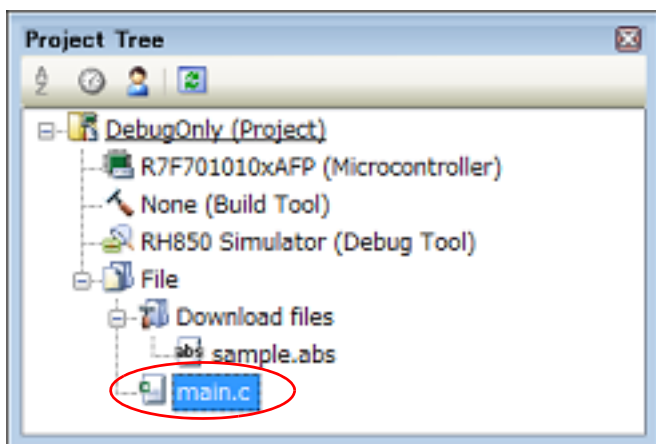 Project Tree
DebugOnly (Project)
R7F701010xAFP (Microcontroller)
None (Build Tool)
RH850 Simulator (Debug Tool)
File
Download files
abs sample.abs
main.c